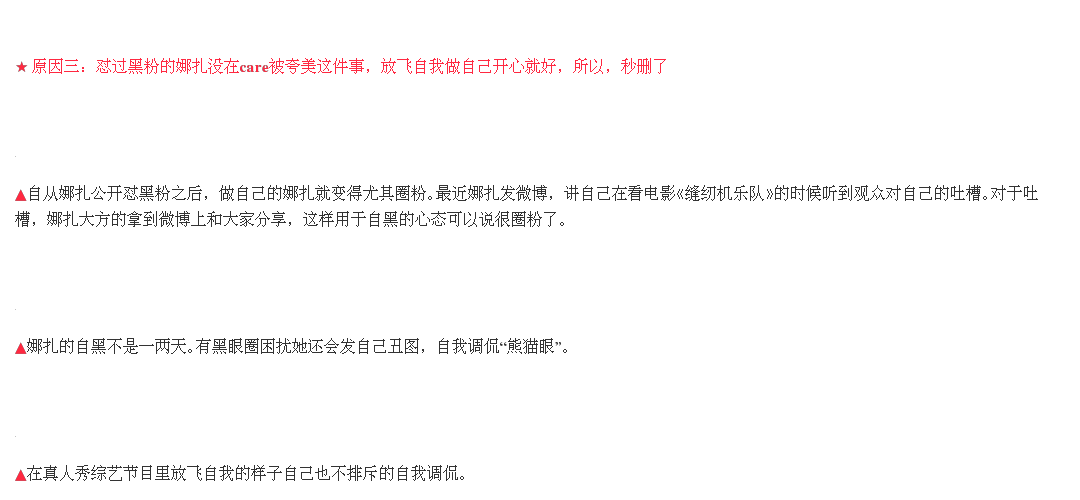 ★ 原因三：怼过黑粉的娜扎没在care被夸美这件事，放飞自我做自己开心就好，所以，秒删了
▲自从娜扎公开怼黑粉之后，做自己的娜扎就变得尤其圈粉。最近娜扎发微博，讲自己在看电影《缝纫机乐队》的时候听到观众对自己的吐槽。对于吐
槽，娜扎大方的拿到微博上和大家分享，这样用于自黑的心态可以说很圈粉了。
▲娜扎的自黑不是一两天。有黑眼圈困扰她还会发自己丑图，自我调侃“熊猫眼”。
▲在真人秀综艺节目里放飞自我的样子自己也不排斥的自我调侃。